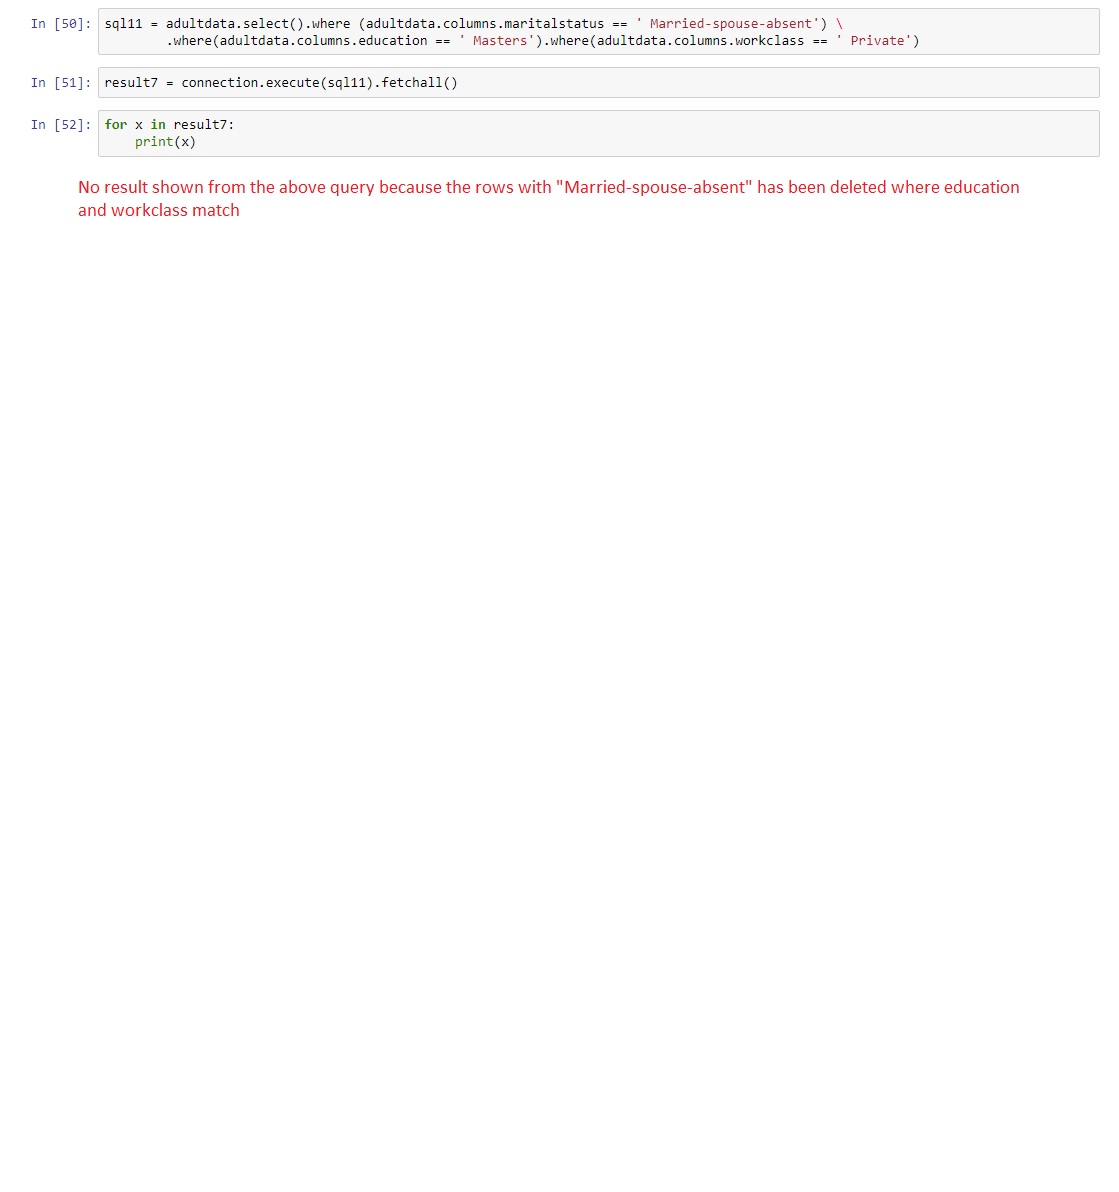 In [50]: sql11 = adultdata.select().where (adultdata.columns.maritalstatus == ' Married-spouse-absent') \
.where(adultdata.columns.education == ' Masters').where(adultdata.columns.workclass == ' Private')
In [51]: result7 = connection.execute(sql11).fetchall()
In [52]: for x in result7:
print(x)
No result shown from the above query because the rows with "Married-spouse-absent" has been deleted where education
and workclass match